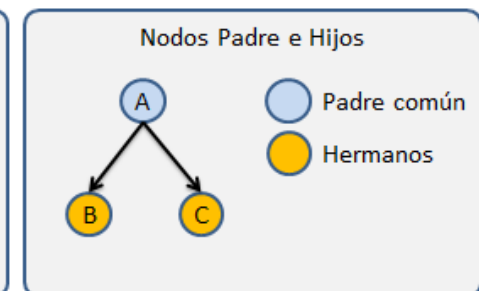 Nodos Padre e Hijos
A
Padre común
Hermanos
B
C